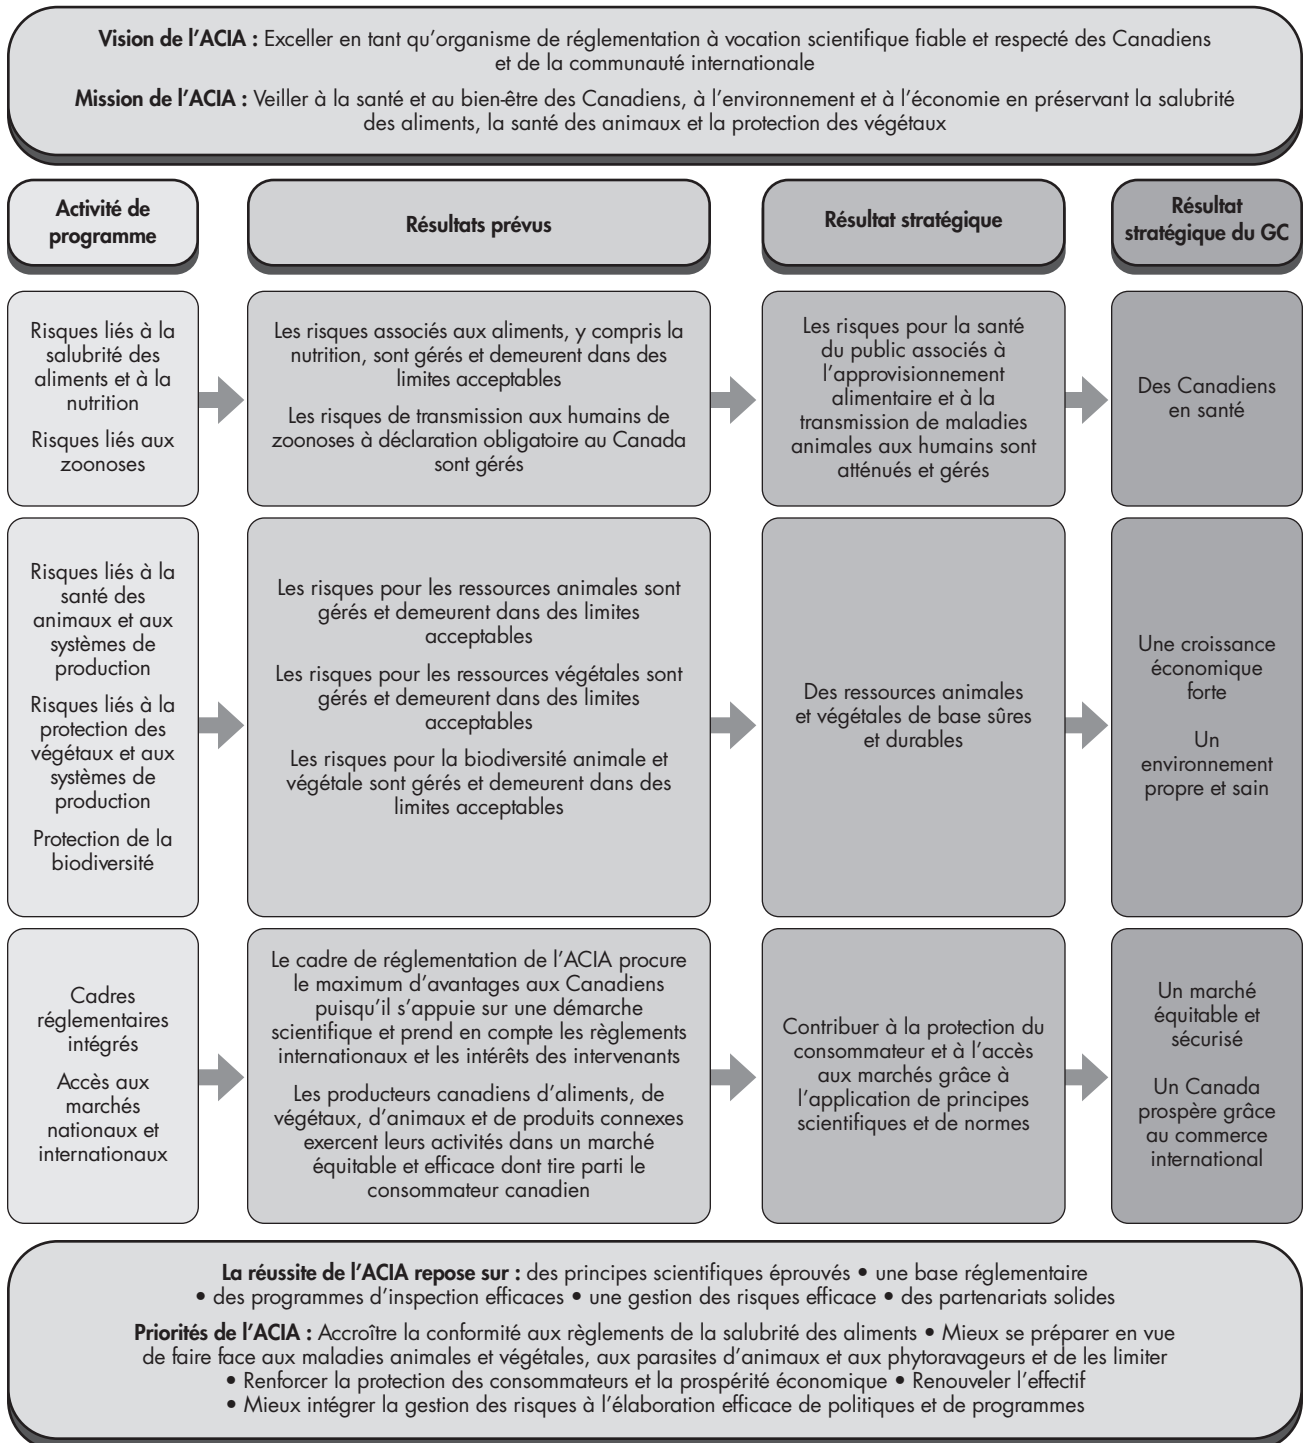 Vision de l'ACIA : Exceller en tant qu'organisme de réglementation à vocation scientifique fiable et respecté des Canadiens
et de la communauté internationale
Mission de l'ACIA : Veiller à la santé et au bien-être des Canadiens, à l'environnement et à l'économie en préservant la salubrité
des aliments, la santé des animaux et la protection des végétaux
Activité de
programme
Résultats prévus
Résultat stratégique
Résultat
stratégique du GC
Risques liés à la
salubrité des
aliments et à la
nutrition
Risques liés aux
zoonoses
Les risques associés aux aliments, y compris la
nutrition, sont gérés et demeurent dans des
limites acceptables
Les risques de transmission aux humains de
zoonoses à déclaration obligatoire au Canada
sont gérés
Les risques pour la santé
du public associés à
l'approvisionnement
alimentaire et à la
transmission de maladies
animales aux humains sont
atténués et gérés
Des Canadiens
en santé
Risques liés à la
santé des
animaux et aux
systèmes de
production
Risques liés à la
protection des
végétaux et aux
systèmes de
production
Protection de la
biodiversité
Les risques pour les ressources animales sont
gérés et demeurent dans des limites
acceptables
Les risques pour les ressources végétales sont
gérés et demeurent dans des limites
acceptables
Les risques pour la biodiversité animale et
végétale sont gérés et demeurent dans des
limites acceptables
Des ressources animales
et végétales de base sûres
et durables
Une croissance
économique
forte
Un
environnement
propre et sain
Cadres
réglementaires
intégrés
Accès aux
marchés
nationaux et
internationaux
Le cadre de réglementation de l'ACIA procure
le maximum d'avantages aux Canadiens
puisqu'il s'appuie sur une démarche
scientifique et prend en compte les règlements
internationaux et les intérêts des intervenants
Les producteurs canadiens d'aliments, de
végétaux, d'animaux et de produits connexes
exercent leurs activités dans un marché
équitable et efficace dont tire parti le
consommateur canadien
Contribuer à la protection du
consommateur et à l'accès
aux marchés grâce à
l'application de principes
scientifiques et de normes
Un marché
équitable et
sécurisé
Un Canada
prospère grâce
au commerce
international
La réussite de l'ACIA repose sur : des principes scientifiques éprouvés • une base réglementaire
• des programmes d'inspection efficaces • une gestion des risques efficace • des partenariats solides
Priorités de l'ACIA : Accroître la conformité aux règlements de la salubrité des aliments • Mieux se préparer en vue
de faire face aux maladies animales et végétales, aux parasites d'animaux et aux phytoravageurs et de les limiter
• Renforcer la protection des consommateurs et la prospérité économique • Renouveler l'effectif
• Mieux intégrer la gestion des risques à l'élaboration efficace de politiques et de programmes